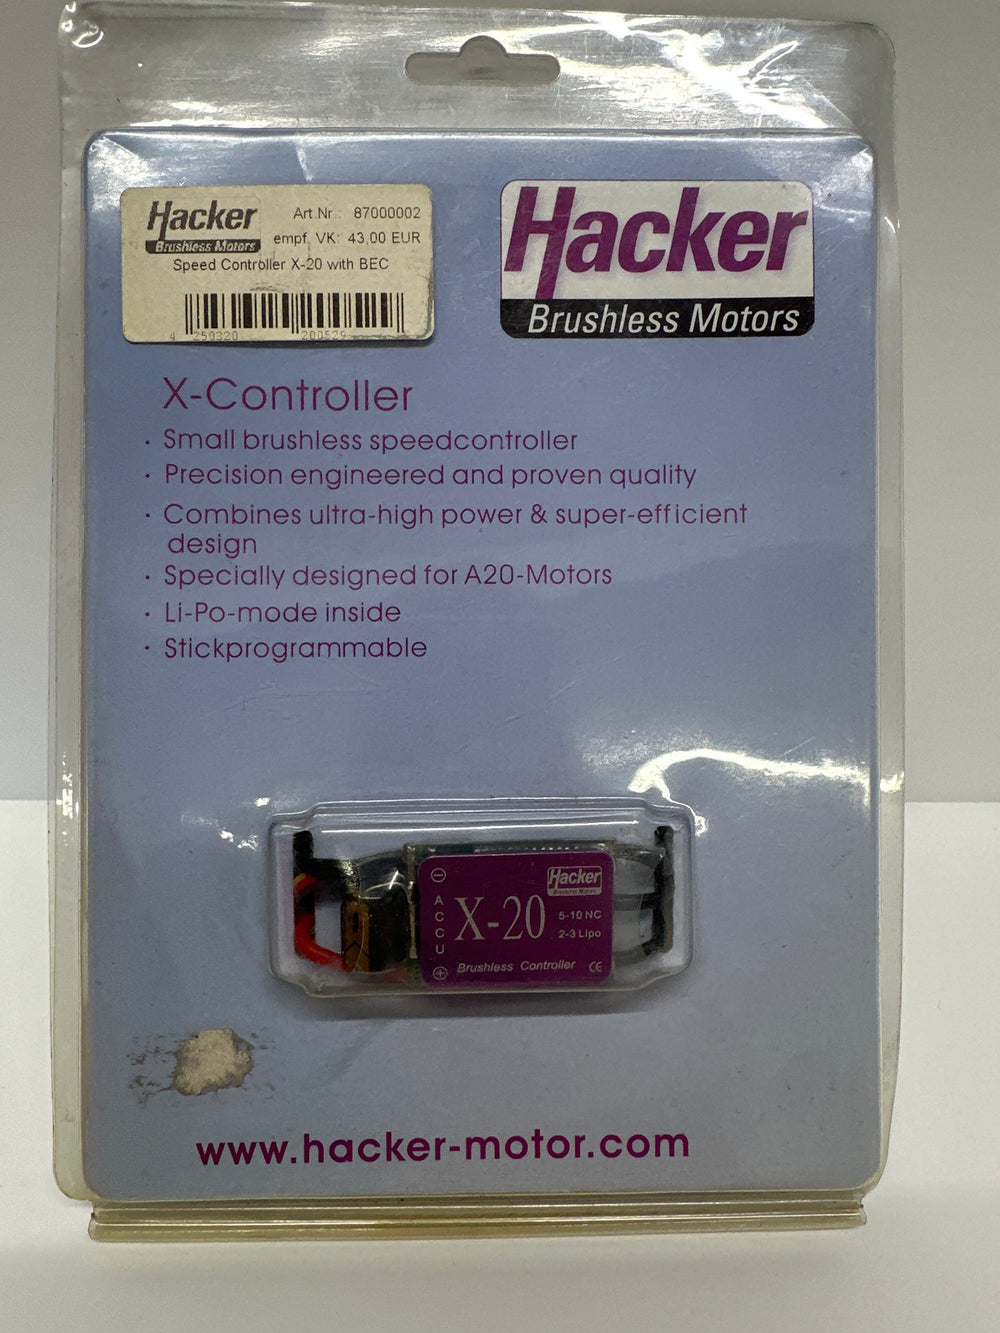 Hacker
Brushless Motors
Art.Nr.: 87000002
empf. VK: 43,00 EUR
Speed Controller X-20 with BEC
4 250320 200529
Hacker
Brushless Motors
X-Controller
· Small brushless speedcontroller
· Precision engineered and proven quality
· Combines ultra-high power & super-efficient
design
· Specially designed for A20-Motors
· Li-Po-mode inside
· Stickprogrammable
Hacker
Brushless Motors
ACCU
X-20
5-10 NC
2-3 Lipo
Brushless Controller CE
www.hacker-motor.com